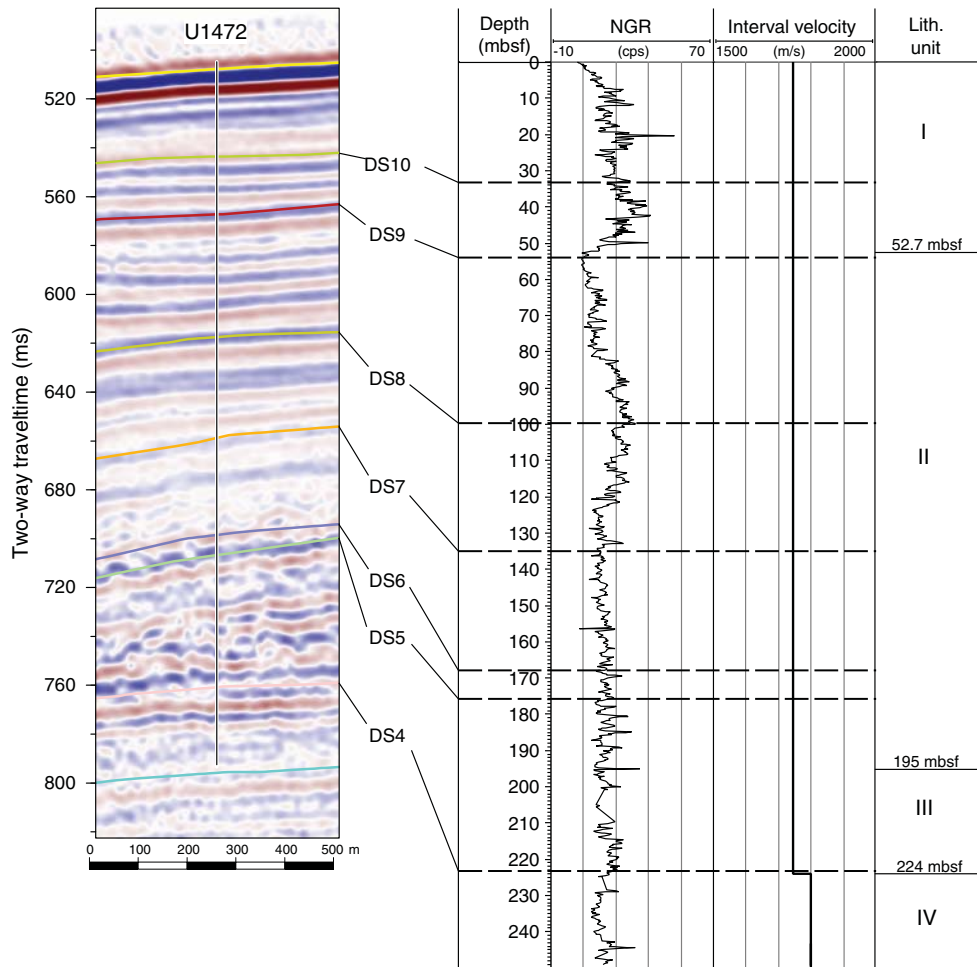 U1472
Two-way traveltime (ms)
520
560
600
640
680
720
760
800
0 100 200 300 400 500 m
DS10
DS9
DS8
DS7
DS6
DS5
DS4
Depth
(mbsf)
NGR
-10 (cps) 70
Interval velocity
1500 (m/s) 2000
Lith.
unit
0
10
20
30
40
50
60
70
80
90
100
110
120
130
140
150
160
170
180
190
200
210
220
230
240
I
52.7 mbsf
II
195 mbsf
III
224 mbsf
IV